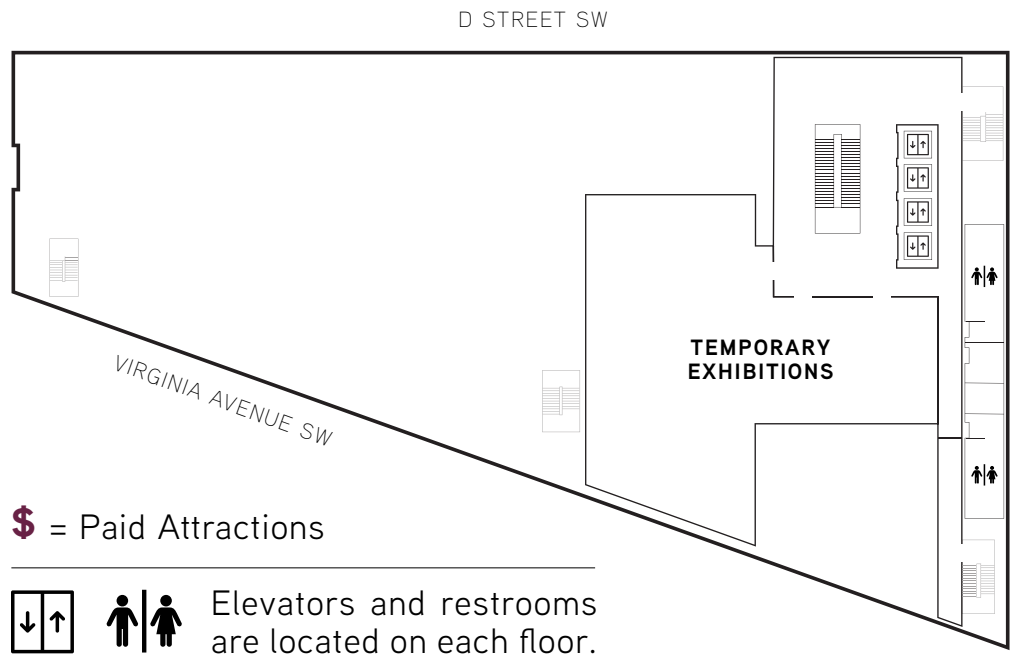 D STREET SW
TEMPORARY
EXHIBITIONS
VIRGINIA AVENUE SW
$ = Paid Attractions
Elevators and restrooms
are located on each floor.